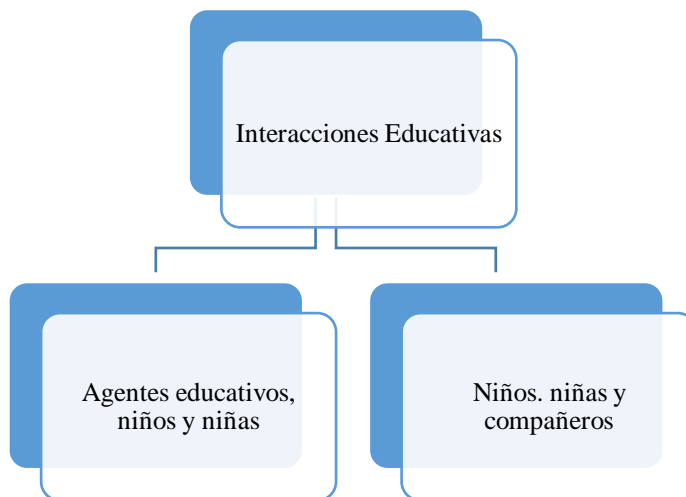 Interacciones Educativas
Agentes educativos,
niños y niñas
Niños. niñas y
compañeros